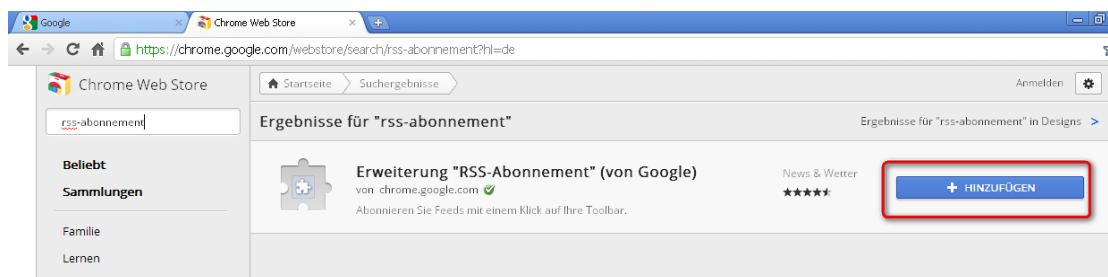 Google
Chrome Web Store
https://chrome.google.com/webstore/search/rss-abonnement?hl=de
Chrome Web Store
Startseite
Suchergebnisse
Anmelden
rss-abonnement
Ergebnisse für "rss-abonnement"
Ergebnisse für "rss-abonnement" in Designs >
Beliebt
Sammlungen
Familie
Lernen
Erweiterung "RSS-Abonnement" (von Google)
von chrome.google.com
Abonnieren Sie Feeds mit einem Klick auf Ihre Toolbar.
News & Wetter
+ HINZUFÜGEN